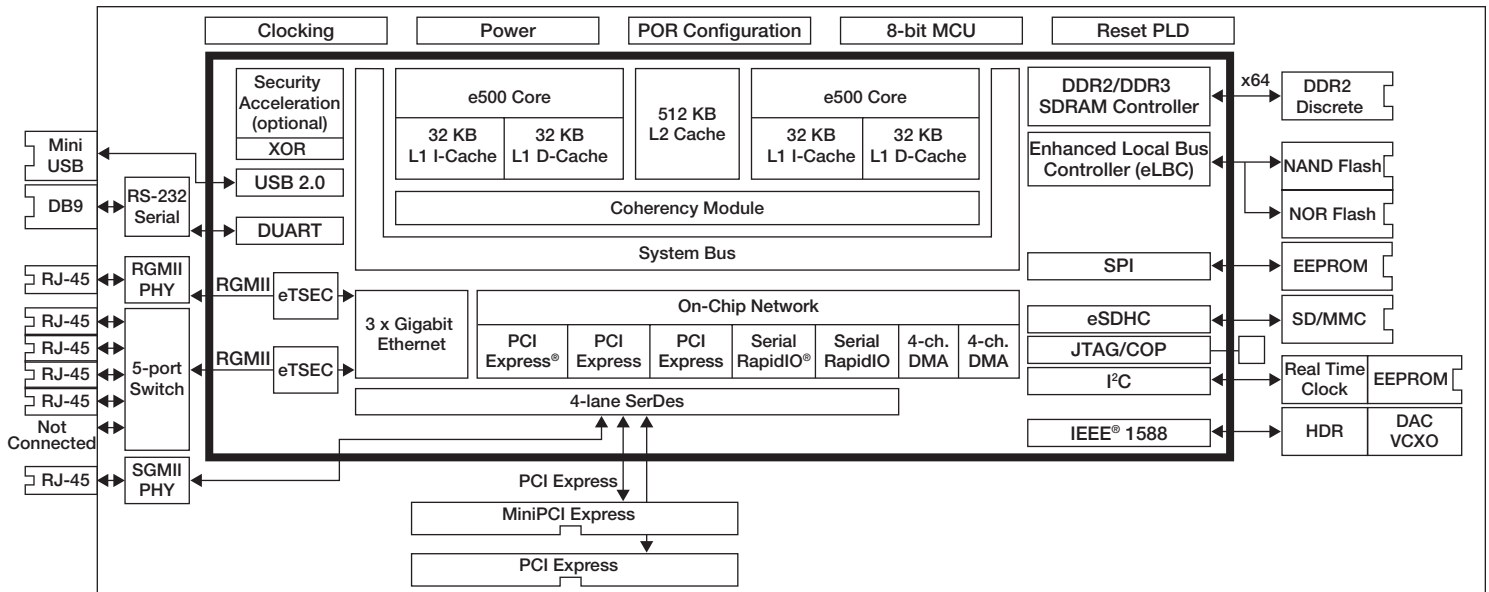 Clocking
Power
POR Configuration
8-bit MCU
Reset PLD
Security
Acceleration
(optional)
XOR
USB 2.0
DUART
e500 Core
32 KB
L1 I-Cache
32 KB
L1 D-Cache
512 KB
L2 Cache
e500 Core
32 KB
L1 I-Cache
32 KB
L1 D-Cache
Coherency Module
System Bus
DDR2/DDR3
SDRAM Controller
x64
DDR2
Discrete
Enhanced Local Bus
Controller (eLBC)
NAND Flash
NOR Flash
SPI
EEPROM
eSDHC
SD/MMC
JTAG/COP
I²C
Real Time
Clock
EEPROM
IEEE® 1588
HDR
DAC
VCXO
Mini
USB
DB9
RS-232
Serial
RJ-45
RGMII
PHY
RGMII
eTSEC
RJ-45
RJ-45
RJ-45
RJ-45
Not
Connected
5-port
Switch
RGMII
eTSEC
3 x Gigabit
Ethernet
On-Chip Network
PCI
Express®
PCI
Express
PCI
Express
Serial
RapidIO®
Serial
RapidIO
4-ch.
DMA
4-ch.
DMA
4-lane SerDes
RJ-45
SGMII
PHY
PCI Express
MiniPCI Express
PCI Express